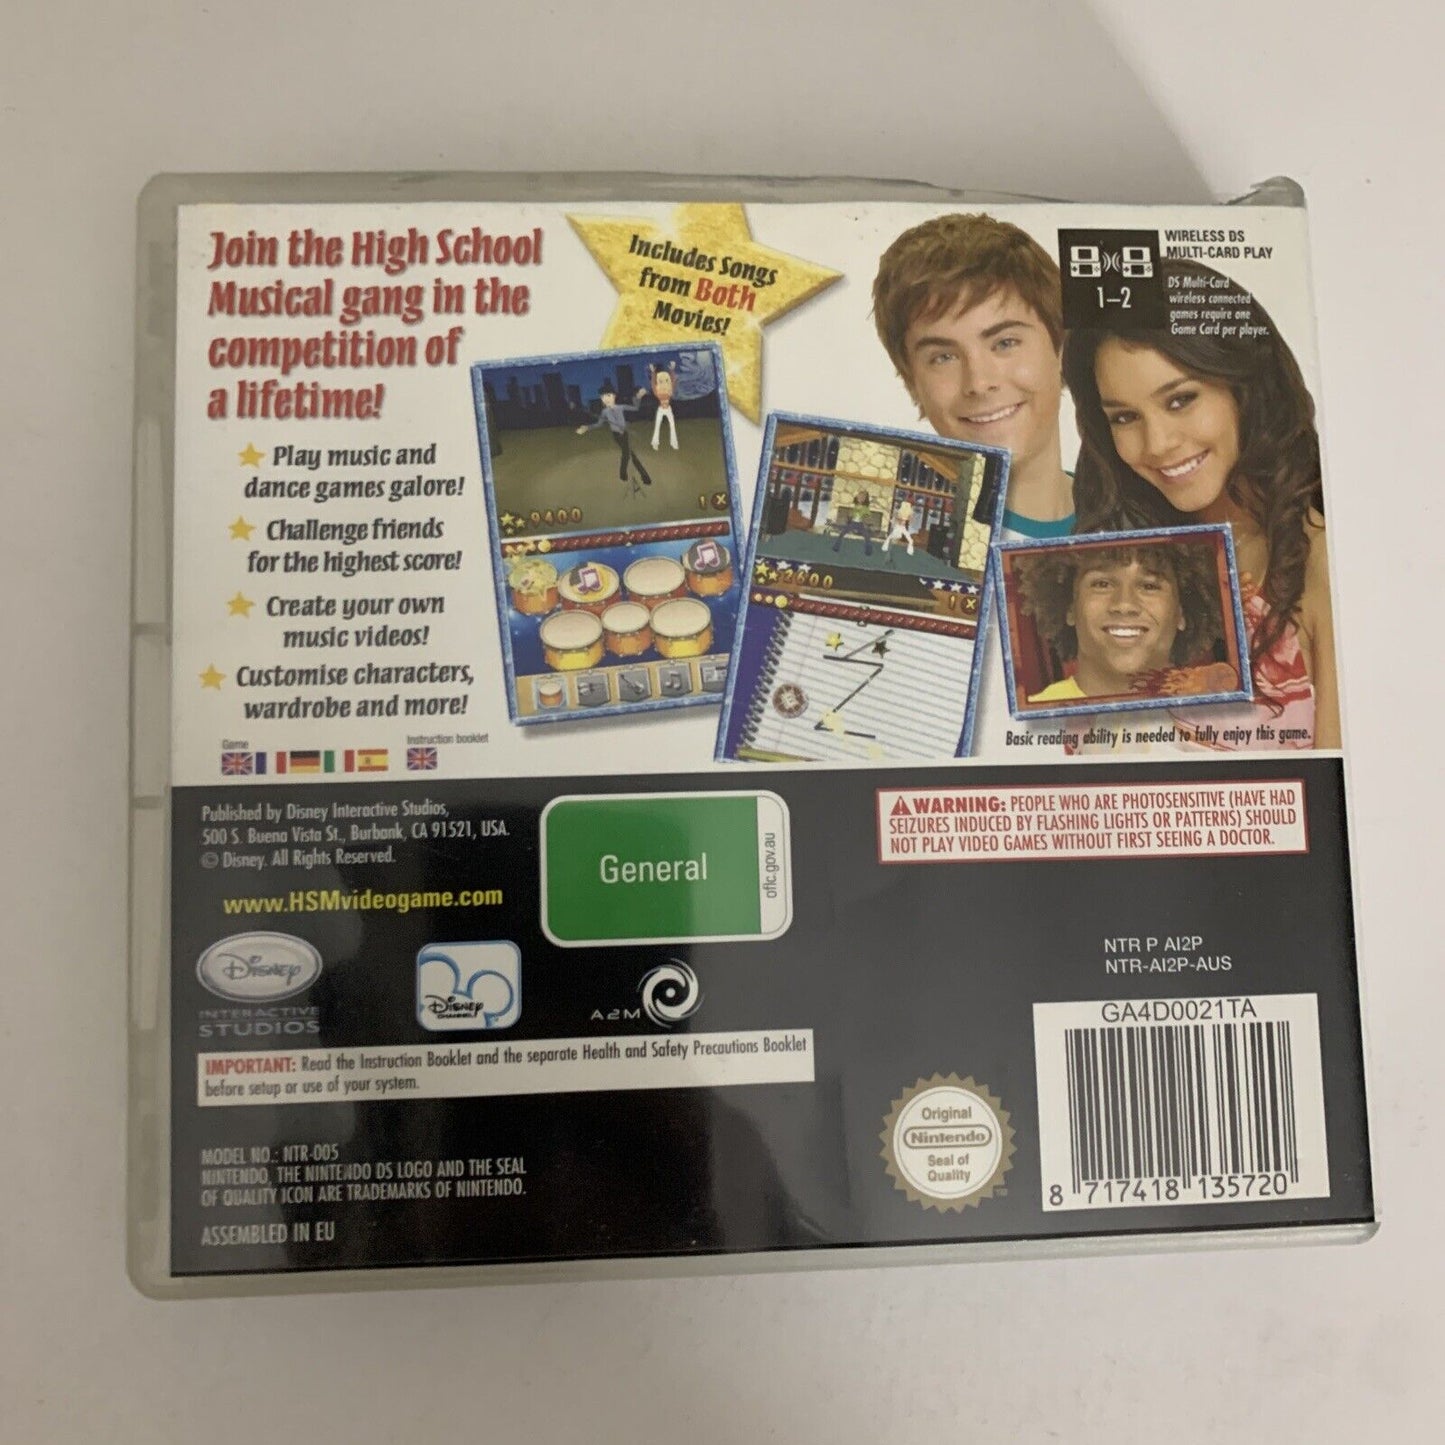 Join the High School
Musical gang in the
competition of
a lifetime!
Play music and
dance games galore!
Challenge friends
for the highest score!
Create your own
music videos!
Customise characters,
wardrobe and more!
Game
Instruction booklet
Includes Songs
from Both
Movies!
9400
1 X
2600
1 X
1–2
WIRELESS DS
MULTI-CARD PLAY
DS Multi-Card
wireless connected
games require one
Game Card per player.
Basic reading ability is needed to fully enjoy this game.
Published by Disney Interactive Studios,
500 S. Buena Vista St., Burbank, CA 91521, USA.
© Disney. All Rights Reserved.
www.HSMvideogame.com
General
oflc.gov.au
WARNING: PEOPLE WHO ARE PHOTOSENSITIVE (HAVE HAD
SEIZURES INDUCED BY FLASHING LIGHTS OR PATTERNS) SHOULD
NOT PLAY VIDEO GAMES WITHOUT FIRST SEEING A DOCTOR.
Disney
INTERACTIVE
STUDIOS
Disney
CHANNEL
A2M
IMPORTANT: Read the Instruction Booklet and the separate Health and Safety Precautions Booklet
before setup or use of your system.
MODEL NO.: NTR-005
NINTENDO, THE NINTENDO DS LOGO AND THE SEAL
OF QUALITY ICON ARE TRADEMARKS OF NINTENDO.
ASSEMBLED IN EU
Original
Nintendo
Seal of
Quality
NTR P AI2P
NTR-AI2P-AUS
GA4D0021TA
8 717418 135720